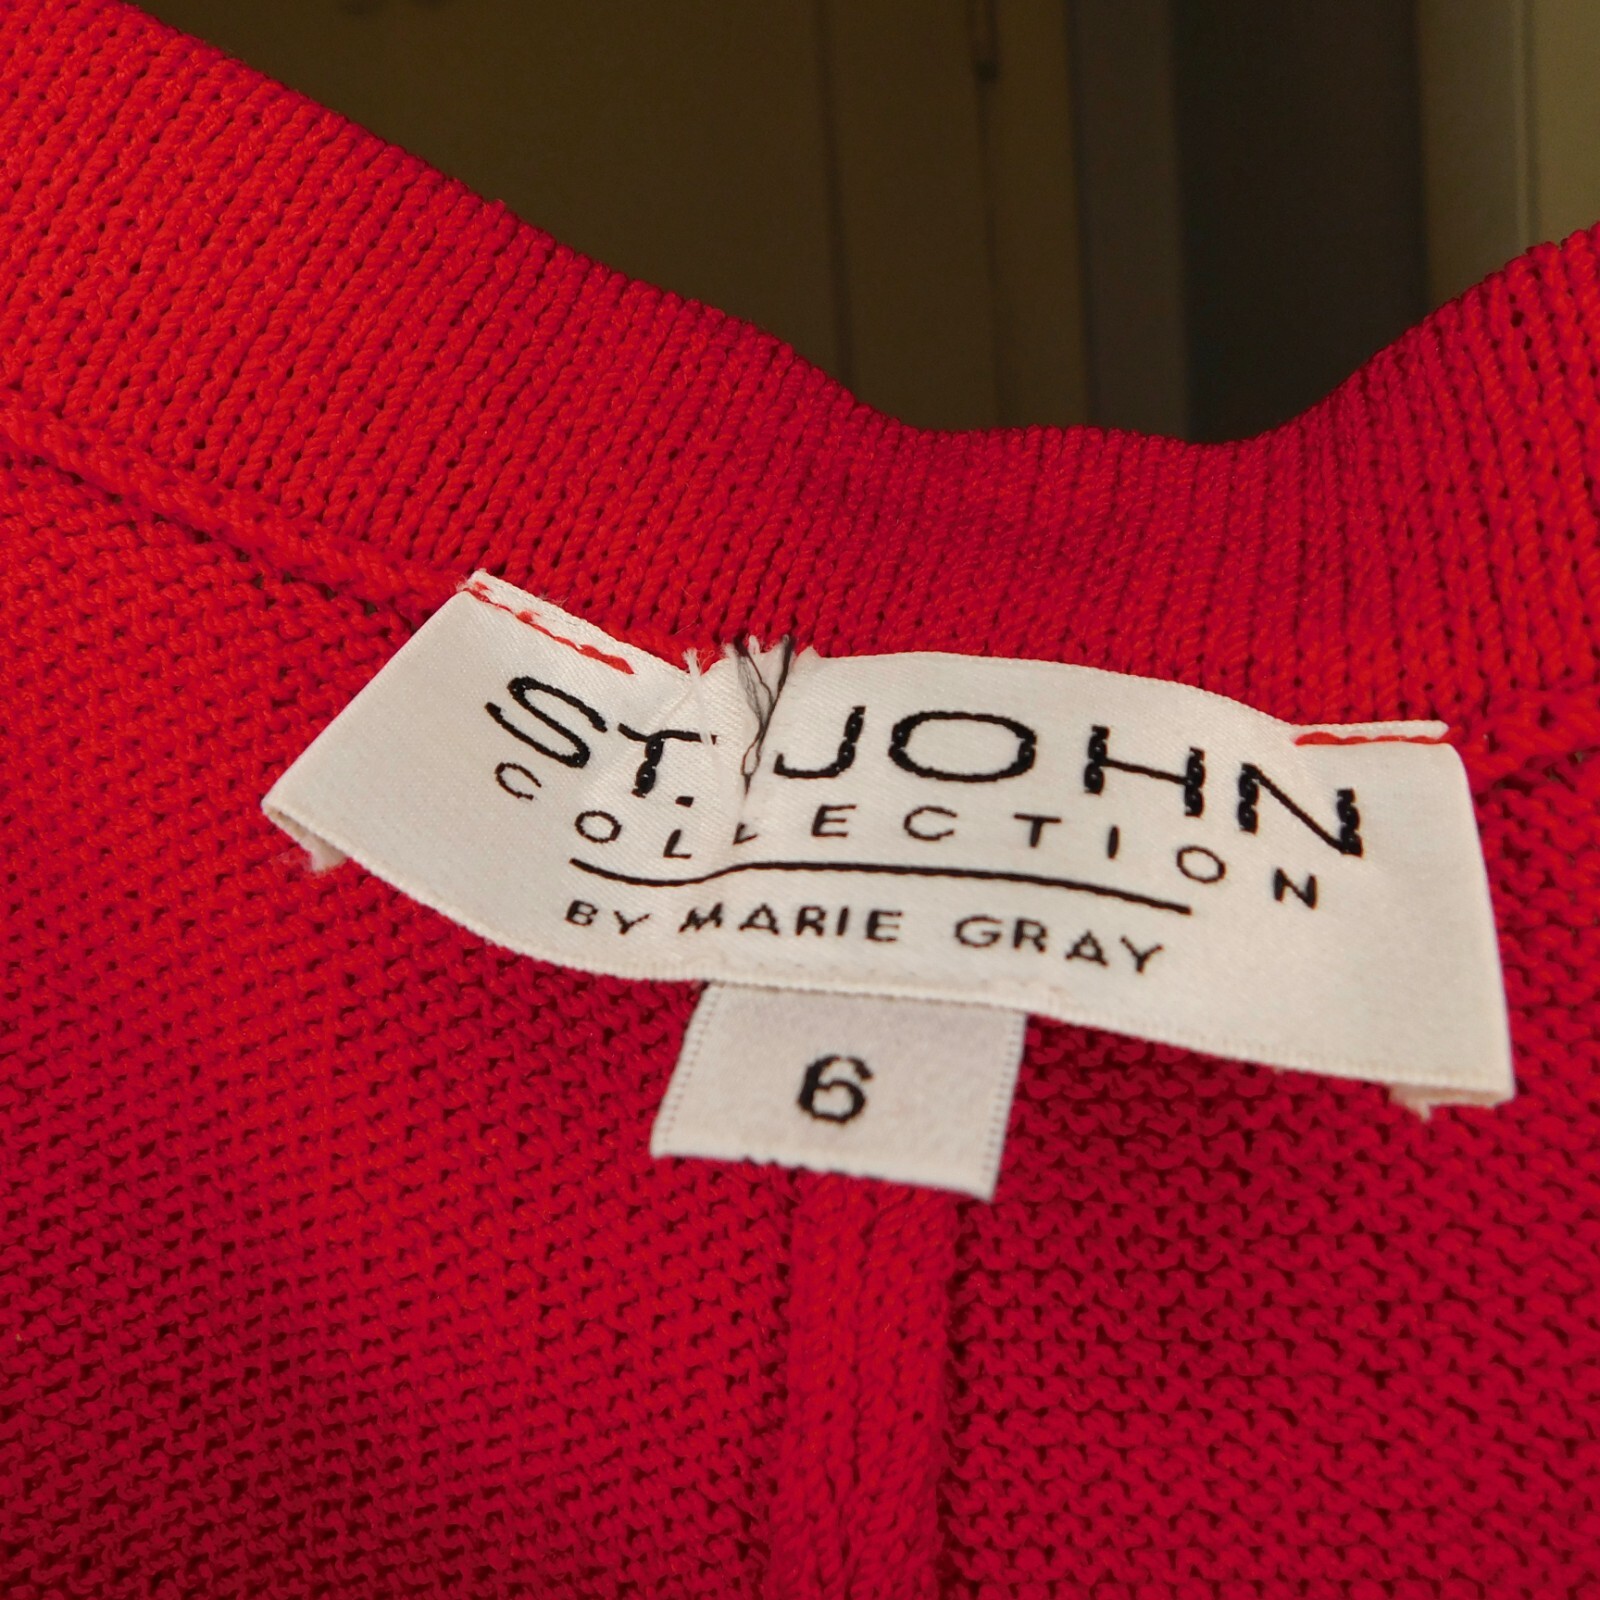 ST. JOHN
COLLECTION
BY MARIE GRAY
6